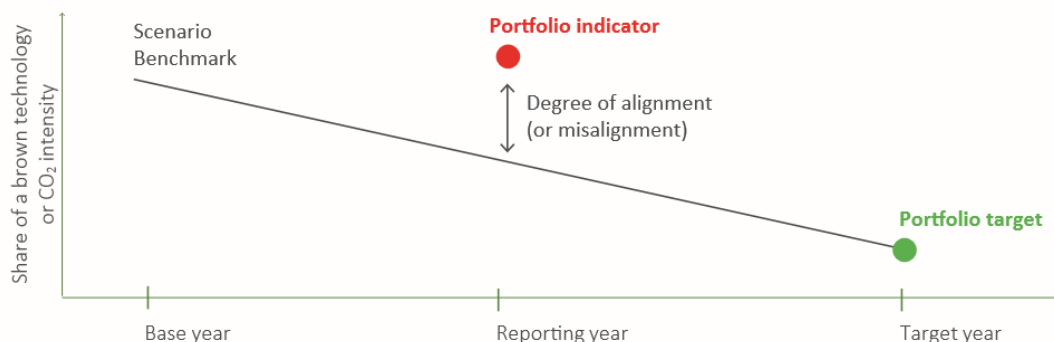 Share of a brown technology
or CO₂ intensity
Scenario
Benchmark
Portfolio indicator
Degree of alignment
(or misalignment)
Portfolio target
Base year
Reporting year
Target year